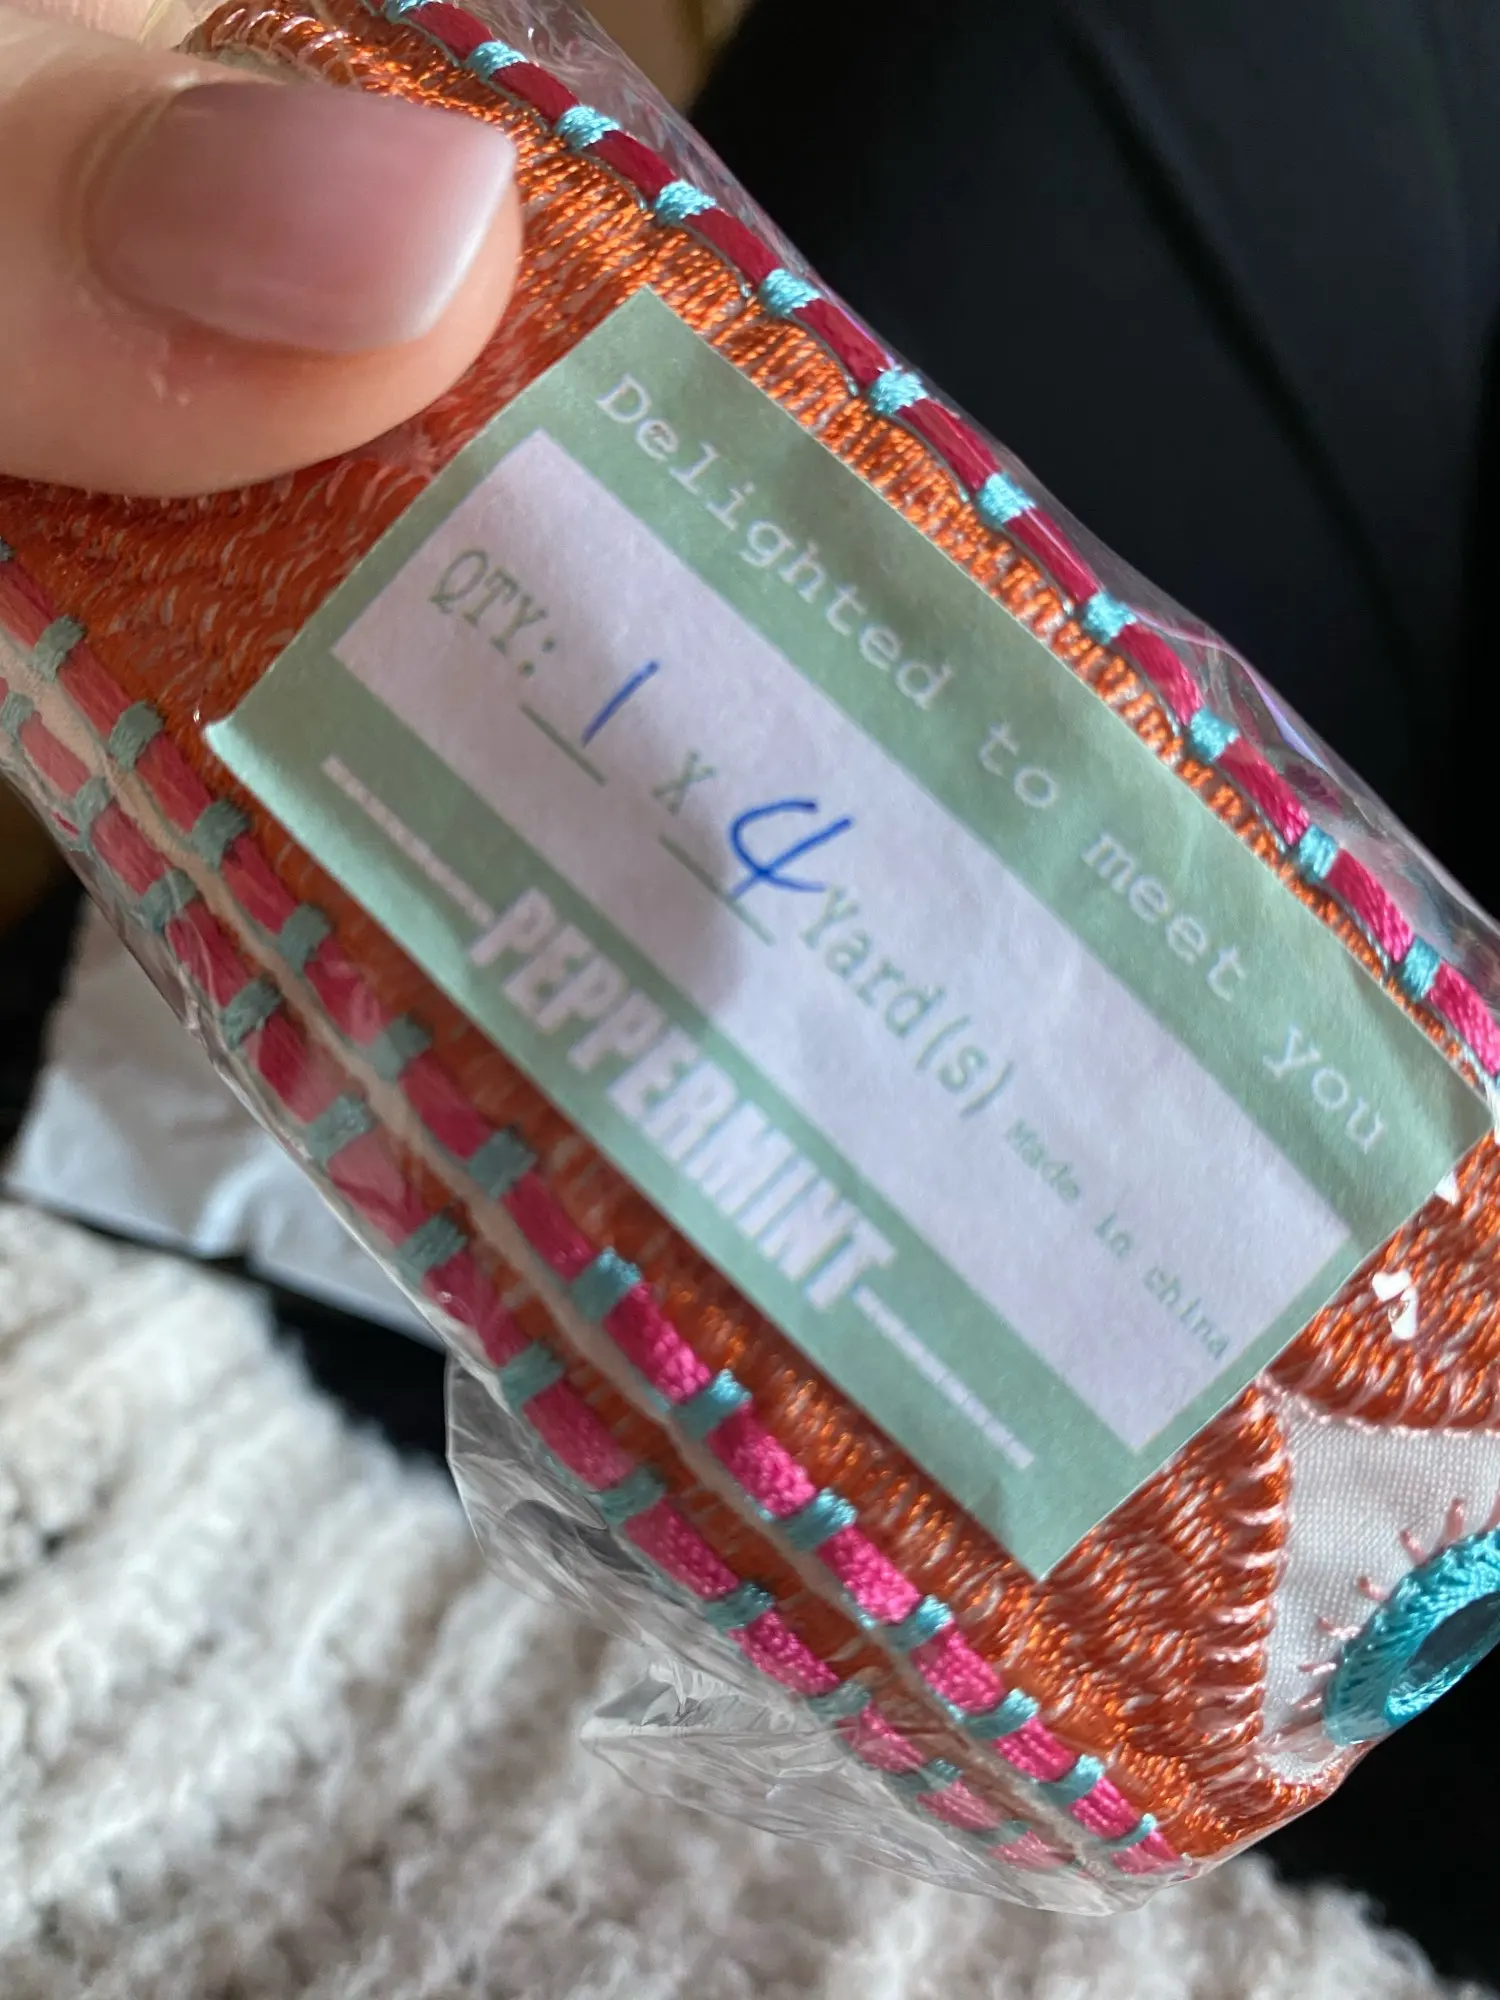 Delighted to meet you
QTY: 1 X 4 Yard(s) Made in china
PEPPERMINT